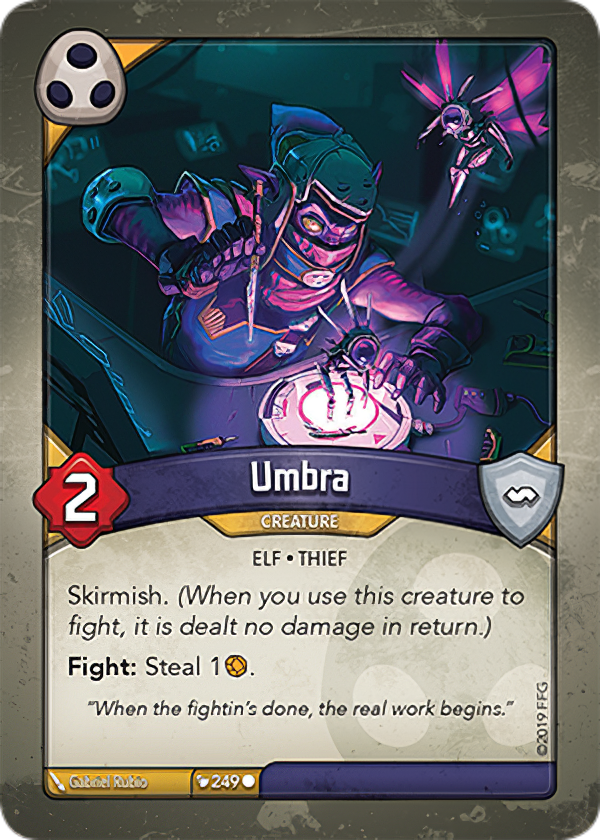 2
Umbra
CREATURE
ELF • THIEF
Skirmish. (When you use this creature to
fight, it is dealt no damage in return.)
Fight: Steal 1.
"When the fightin's done, the real work begins."
©2019 FFG
Gabriel Rubio
249